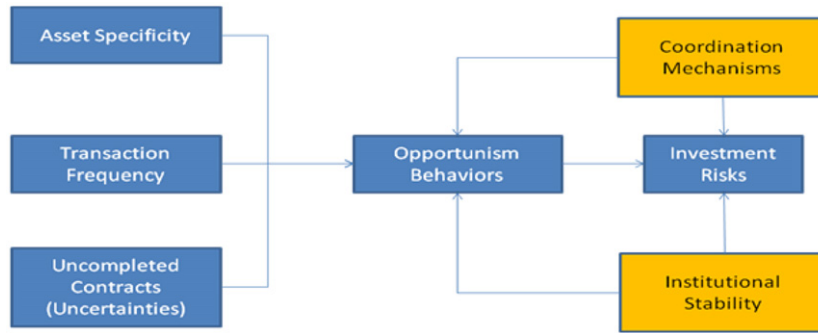 Asset Specificity
Coordination
Mechanisms
Transaction
Frequency
Opportunism
Behaviors
Investment
Risks
Uncompleted
Contracts
(Uncertainties)
Institutional
Stability